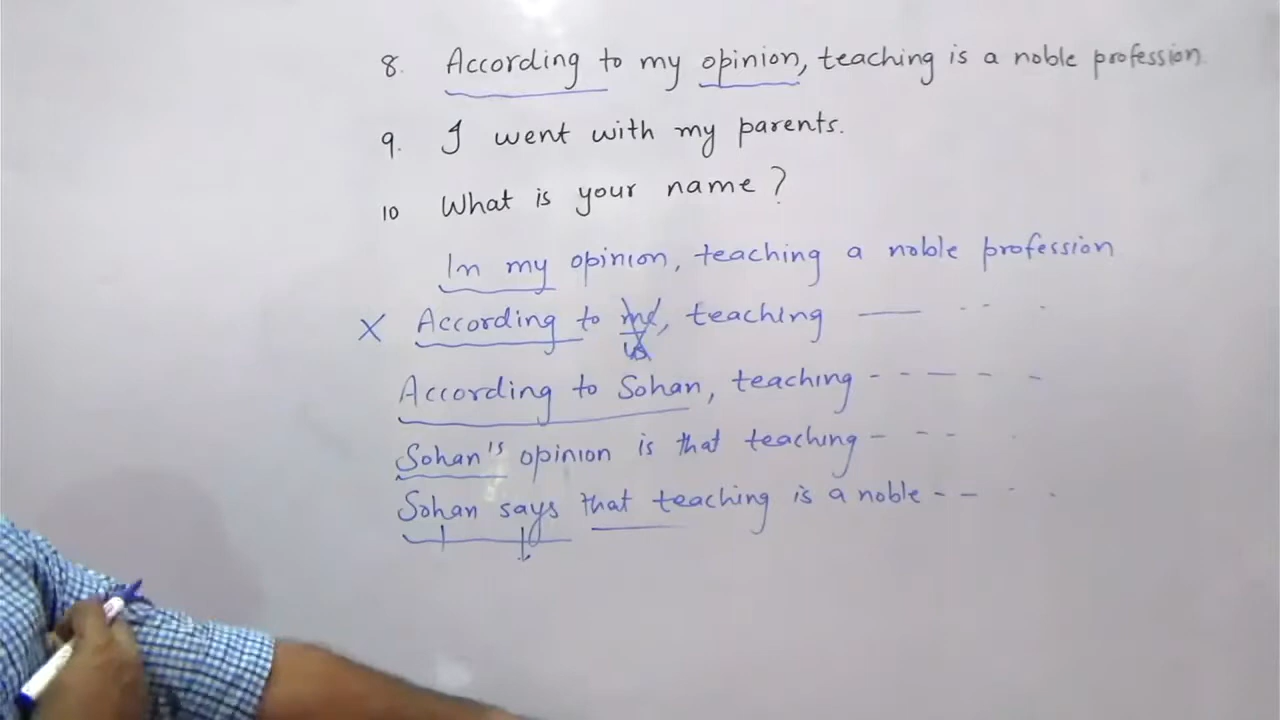 8. According to my opinion, teaching is a noble profession.
9. I went with my parents.
10 What is your name?
In my opinion, teaching a noble profession
X According to me, teaching — - - -
us
According to Sohan, teaching - - — - -
Sohan's opinion is that teaching - - - -
Sohan says that teaching is a noble - - - -